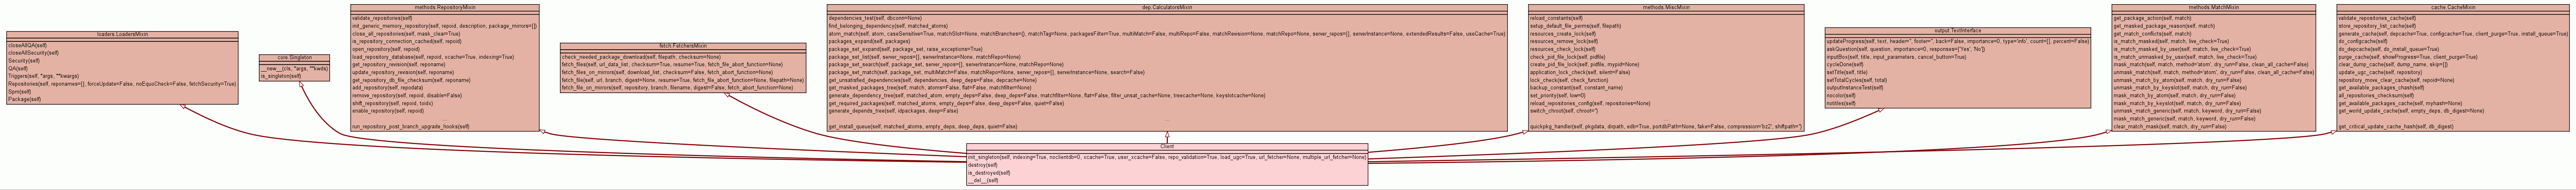 loaders.LoadersMixin
closeAllQA(self)
closeAllSecurity(self)
Security(self)
QA(self)
Triggers(self, *args, **kwargs)
Repositories(self, reponames=[], forceUpdate=False, noEquoCheck=False, fetchSecurity=True)
Spm(self)
Package(self)
core.Singleton
__new__(cls, *args, **kwds)
is_singleton(self)
methods.RepositoryMixin
validate_repositories(self)
init_generic_memory_repository(self, repoid, description, package_mirrors=[])
close_all_repositories(self, mask_clear=True)
is_repository_connection_cached(self, repoid)
open_repository(self, repoid)
load_repository_database(self, repoid, xcache=True, indexing=True)
get_repository_revision(self, reponame)
update_repository_revision(self, reponame)
get_repository_db_file_checksum(self, reponame)
add_repository(self, repodata)
remove_repository(self, repoid, disable=False)
shift_repository(self, repoid, toidx)
enable_repository(self, repoid)
...
run_repository_post_branch_upgrade_hooks(self)
fetch.FetchersMixin
check_needed_package_download(self, filepath, checksum=None)
fetch_files(self, url_data_list, checksum=True, resume=True, fetch_file_abort_function=None)
fetch_files_on_mirrors(self, download_list, checksum=False, fetch_abort_function=None)
fetch_file(self, url, branch, digest=None, resume=True, fetch_file_abort_function=None, filepath=None)
fetch_file_on_mirrors(self, repository, branch, filename, digest=False, fetch_abort_function=None)
dep.CalculatorsMixin
dependencies_test(self, dbconn=None)
find_belonging_dependency(self, matched_atoms)
atom_match(self, atom, caseSensitive=True, matchSlot=None, matchBranches=(), matchTag=None, packagesFilter=True, multiMatch=False, multiRepo=False, matchRevision=None, matchRepo=None, server_repos=[], serverInstance=None, extendedResults=False, useCache=True)
packages_expand(self, packages)
package_set_expand(self, package_set, raise_exceptions=True)
package_set_list(self, server_repos=[], serverInstance=None, matchRepo=None)
package_set_search(self, package_set, server_repos=[], serverInstance=None, matchRepo=None)
package_set_match(self, package_set, multiMatch=False, matchRepo=None, server_repos=[], serverInstance=None, search=False)
get_unsatisfied_dependencies(self, dependencies, deep_deps=False, depcache=None)
get_masked_packages_tree(self, match, atoms=False, flat=False, matchfilter=None)
generate_dependency_tree(self, matched_atom, empty_deps=False, deep_deps=False, matchfilter=None, flat=False, filter_unsat_cache=None, treecache=None, keyslotcache=None)
get_required_packages(self, matched_atoms, empty_deps=False, deep_deps=False, quiet=False)
generate_depends_tree(self, idpackages, deep=False)
...
get_install_queue(self, matched_atoms, empty_deps, deep_deps, quiet=False)
methods.MiscMixin
reload_constants(self)
setup_default_file_perms(self, filepath)
resources_create_lock(self)
resources_remove_lock(self)
resources_check_lock(self)
check_pid_file_lock(self, pidfile)
create_pid_file_lock(self, pidfile, mypid=None)
application_lock_check(self, silent=False)
lock_check(self, check_function)
backup_constant(self, constant_name)
set_priority(self, low=0)
reload_repositories_config(self, repositories=None)
switch_chroot(self, chroot='')
...
quickpkg_handler(self, pkgdata, dirpath, edb=True, portdbPath=None, fake=False, compression='bz2', shiftpath='')
output.TextInterface
updateProgress(self, text, header='', footer='', back=False, importance=0, type='info', count=[], percent=False)
askQuestion(self, question, importance=0, responses=['Yes', 'No'])
inputBox(self, title, input_parameters, cancel_button=True)
cycleDone(self)
setTitle(self, title)
setTotalCycles(self, total)
outputInstanceTest(self)
nocolor(self)
notitles(self)
methods.MatchMixin
get_package_action(self, match)
get_masked_package_reason(self, match)
get_match_conflicts(self, match)
is_match_masked(self, match, live_check=True)
is_match_masked_by_user(self, match, live_check=True)
is_match_unmasked_by_user(self, match, live_check=True)
mask_match(self, match, method='atom', dry_run=False, clean_all_cache=False)
unmask_match(self, match, method='atom', dry_run=False, clean_all_cache=False)
unmask_match_by_atom(self, match, dry_run=False)
unmask_match_by_keyslot(self, match, dry_run=False)
mask_match_by_atom(self, match, dry_run=False)
mask_match_by_keyslot(self, match, dry_run=False)
unmask_match_generic(self, match, keyword, dry_run=False)
mask_match_generic(self, match, keyword, dry_run=False)
clear_match_mask(self, match, dry_run=False)
cache.CacheMixin
validate_repositories_cache(self)
store_repository_list_cache(self)
generate_cache(self, depcache=True, configcache=True, client_purge=True, install_queue=True)
do_configcache(self)
do_depcache(self, do_install_queue=True)
purge_cache(self, showProgress=True, client_purge=True)
clear_dump_cache(self, dump_name, skip=[])
update_ugc_cache(self, repository)
repository_move_clear_cache(self, repoid=None)
get_available_packages_chash(self)
all_repositories_checksum(self)
get_available_packages_cache(self, myhash=None)
get_world_update_cache(self, empty_deps, db_digest=None)
...
get_critical_update_cache_hash(self, db_digest)
Client
init_singleton(self, indexing=True, noclientdb=0, xcache=True, user_xcache=False, repo_validation=True, load_ugc=True, url_fetcher=None, multiple_url_fetcher=None)
destroy(self)
is_destroyed(self)
__del__(self)